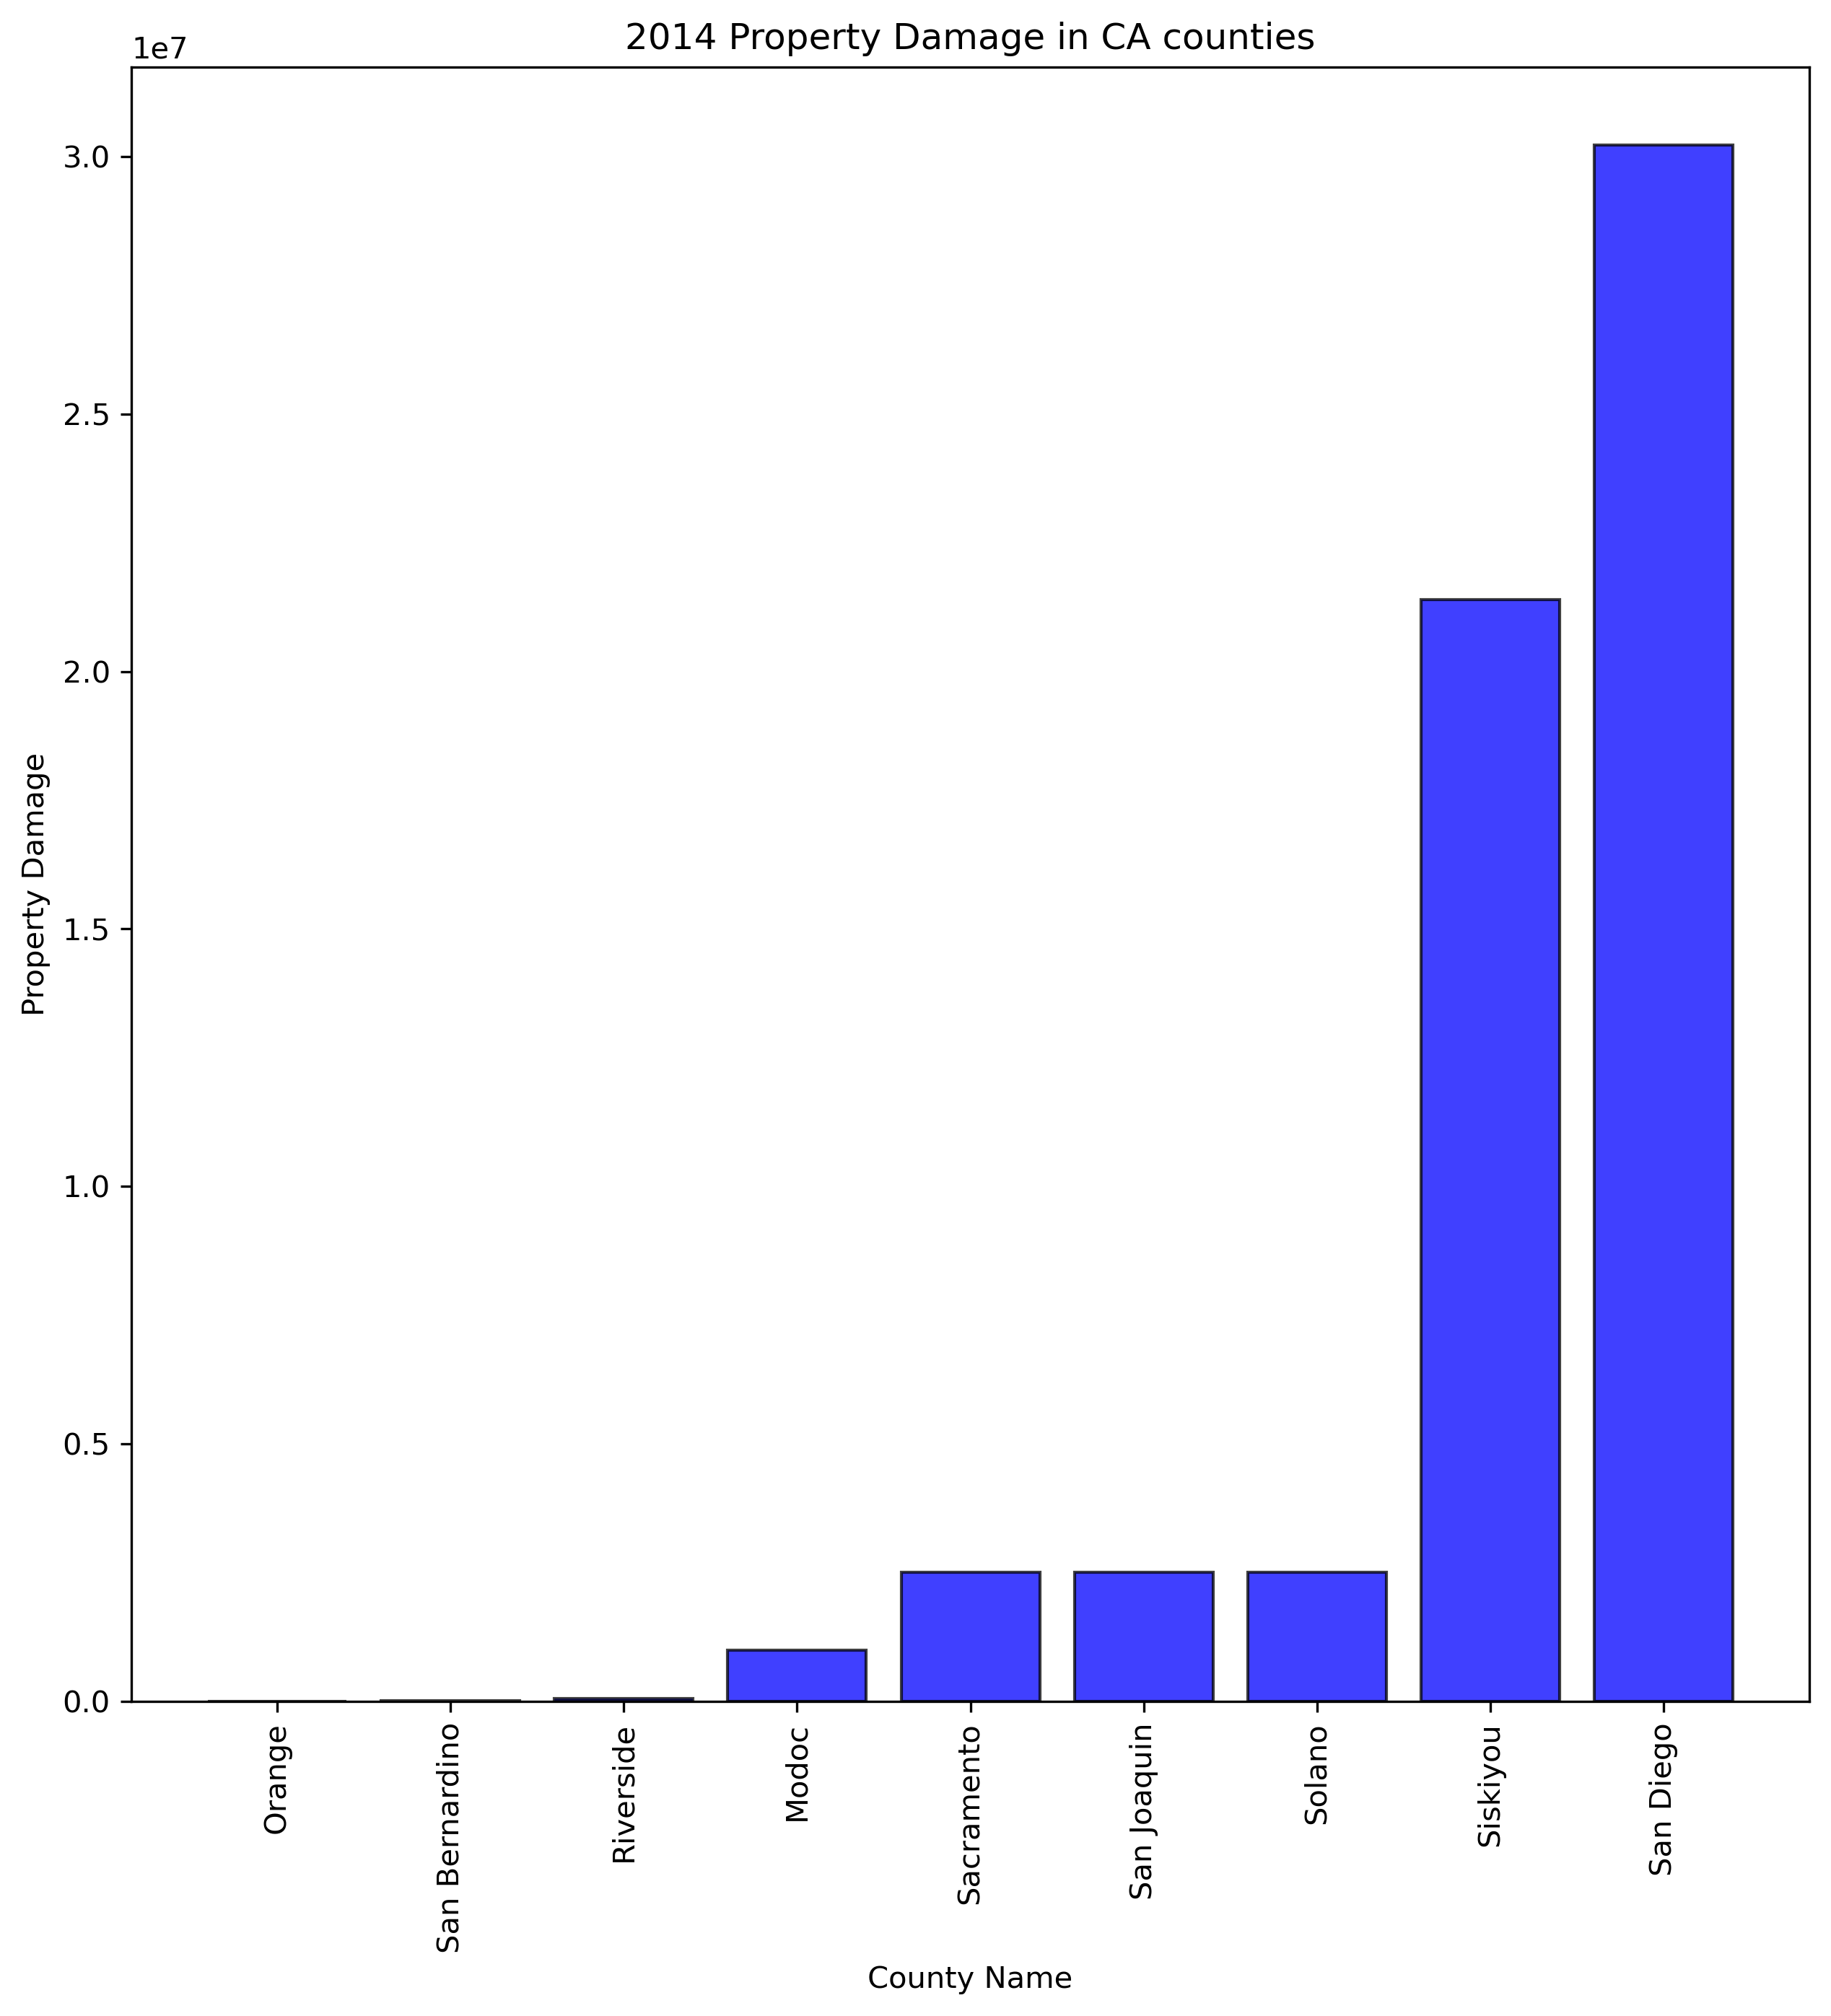 2014 Property Damage in CA counties
1e7
3.0
2.5
2.0
1.5
1.0
0.5
0.0
Property Damage
Orange
San Bernardino
Riverside
Modoc
Sacramento
San Joaquin
Solano
Siskiyou
San Diego
County Name